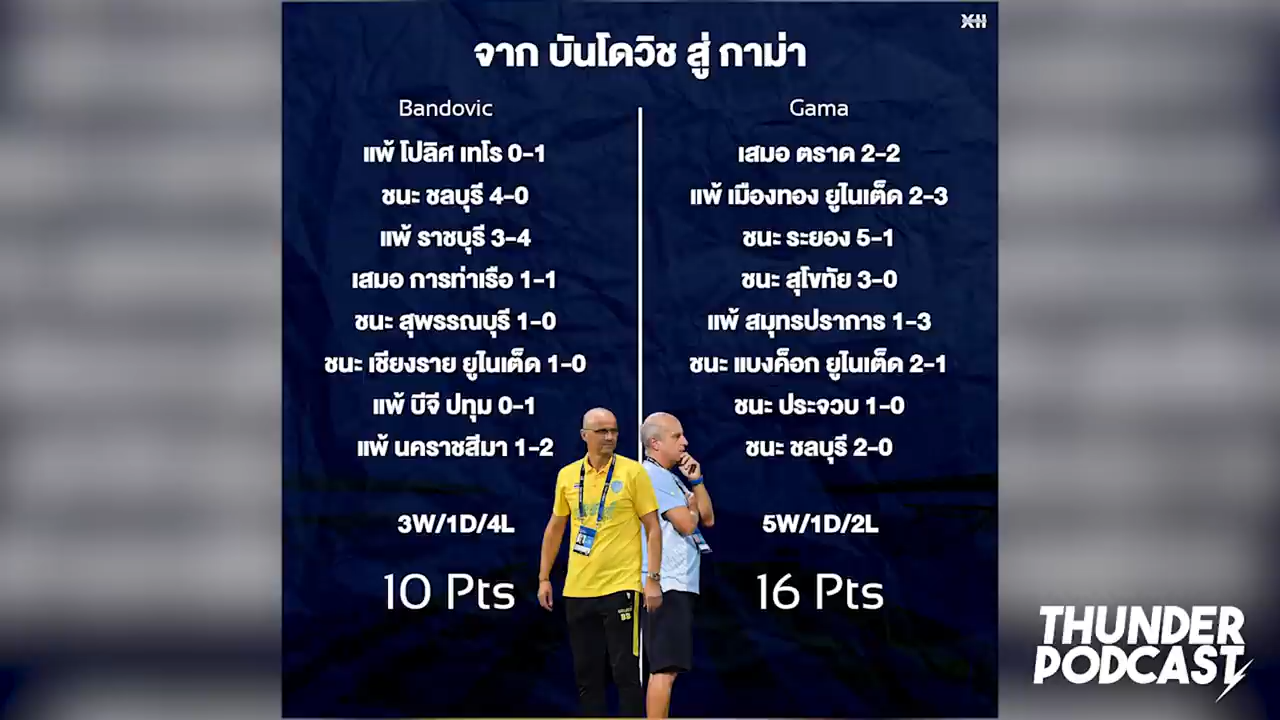 XII
จาก บันโดวิช สู่ กาม่า
Bandovic
แพ้ โปลิศ เทโร 0-1
ชนะ ชลบุรี 4-0
แพ้ ราชบุรี 3-4
เสมอ การท่าเรือ 1-1
ชนะ สุพรรณบุรี 1-0
ชนะ เชียงราย ยูไนเต็ด 1-0
แพ้ บีจี ปทุม 0-1
แพ้ นคราชสีมา 1-2
3W/1D/4L
10 Pts
Gama
เสมอ ตราด 2-2
แพ้ เมืองทอง ยูไนเต็ด 2-3
ชนะ ระยอง 5-1
ชนะ สุโขทัย 3-0
แพ้ สมุทรปราการ 1-3
ชนะ แบงค็อก ยูไนเต็ด 2-1
ชนะ ประจวบ 1-0
ชนะ ชลบุรี 2-0
5W/1D/2L
16 Pts
BB
THUNDER
PODCAST